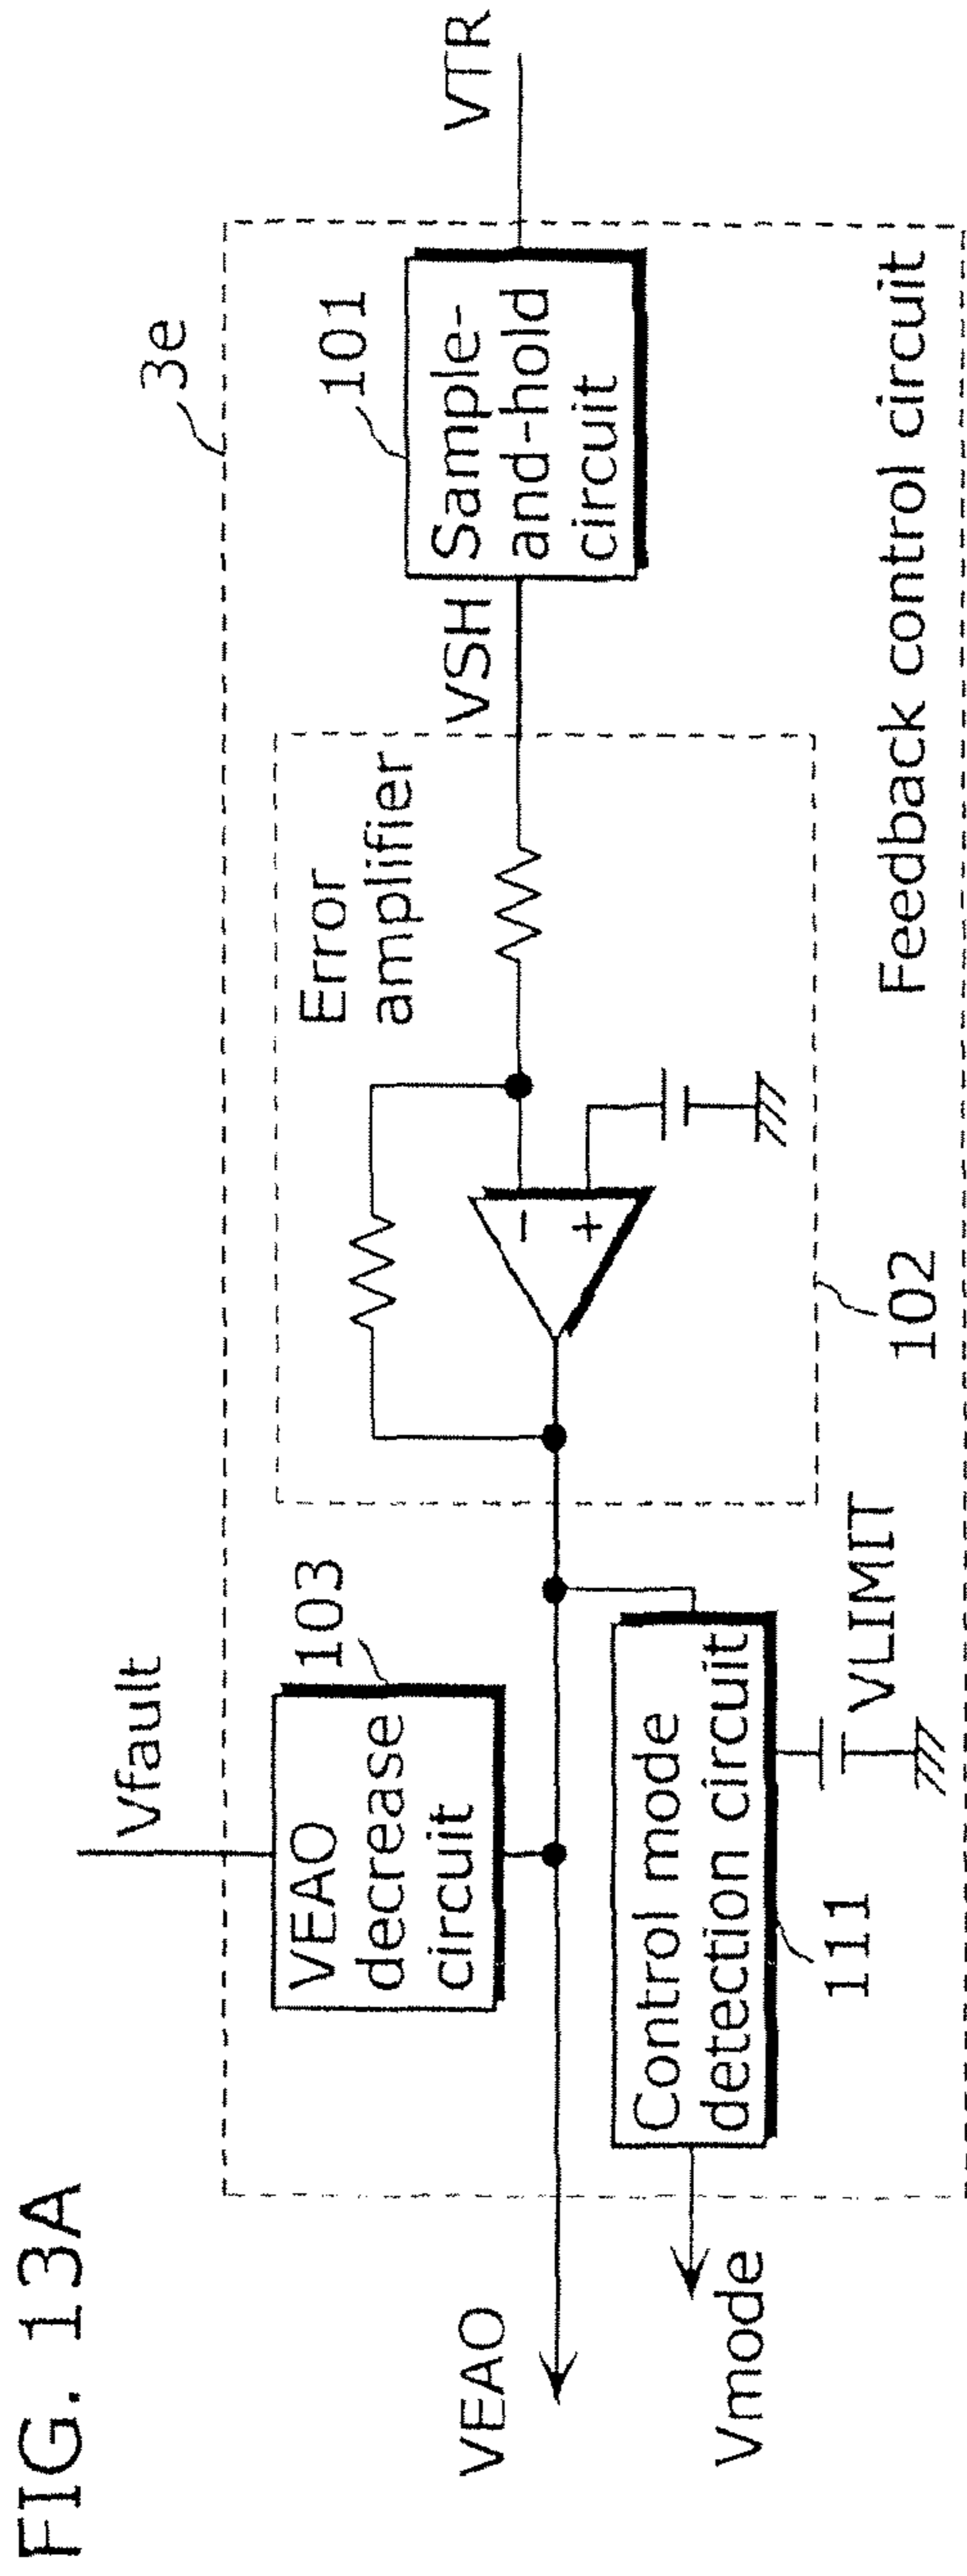 FIG. 13A
Vfault
3e
VEAO
decrease
circuit
103
Error
amplifier
101
VEAO
VSH
Sample-
and-hold
circuit
VTR
−
+
Vmode
Control mode
detection circuit
111
VLIMIT
102
Feedback control circuit